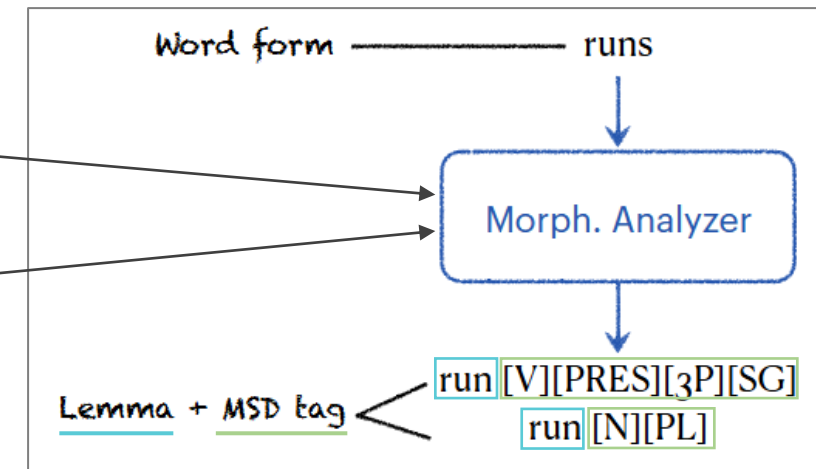 Word form runs
Morph. Analyzer
run [V][PRES][3P][SG]
Lemma + MSD tag
run [N][PL]